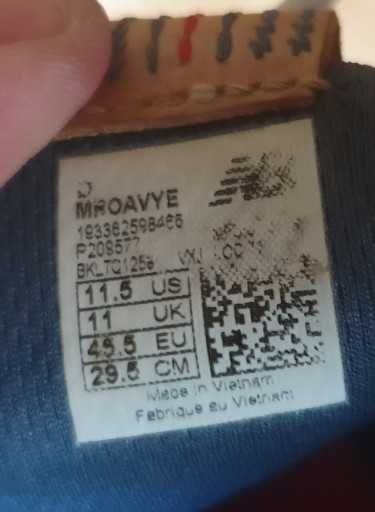 D
MROAVYE
193362598466
P209577
11.5 US
11 UK
45.5 EU
29.5 CM
Made in Vietnam
Fabriqué au Vietnam